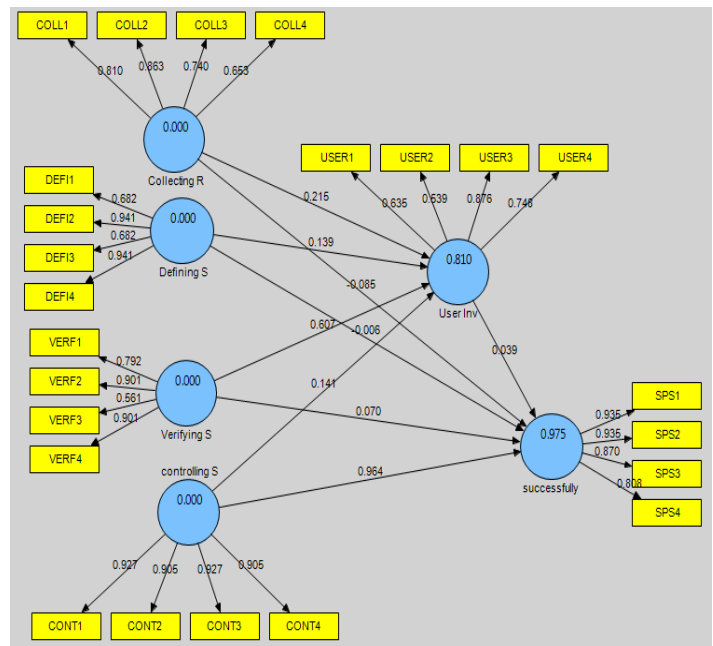 COLL1 COLL2 COLL3 COLL4
0.810 0.863 0.740 0.653
0.000
Collecting R
USER1 USER2 USER3 USER4
0.635 0.539 0.876 0.746
DEFI1
DEFI2
DEFI3
DEFI4
0.682
0.941
0.682
0.941
0.000
Defining S
0.215
0.139
-0.085
0.810
User Inv
0.607
-0.006
0.141
0.039
VERF1
VERF2
VERF3
VERF4
0.792
0.901
0.561
0.901
0.000
Verifying S
0.070
0.964
0.975
successfully
0.935
0.935
0.870
0.808
SPS1
SPS2
SPS3
SPS4
controlling S
0.000
0.927 0.905 0.927 0.905
CONT1 CONT2 CONT3 CONT4